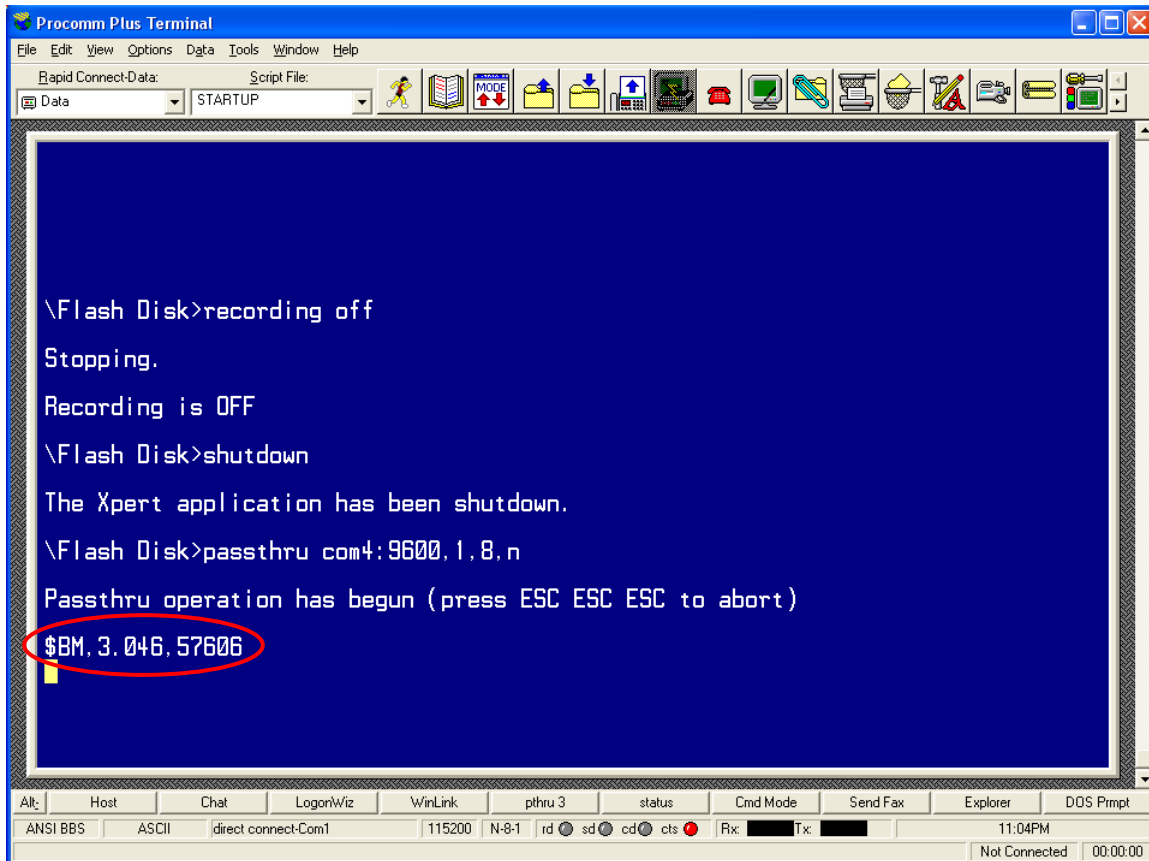 Procomm Plus Terminal
File Edit View Options Data Tools Window Help
Rapid Connect-Data: Script File:
Data STARTUP
MODE
\Flash Disk>recording off
Stopping.
Recording is OFF
\Flash Disk>shutdown
The Xpert application has been shutdown.
\Flash Disk>passthru com4:9600,1,8,n
Passthru operation has begun (press ESC ESC ESC to abort)
$BM,3.046,57606
Alt- Host Chat LogonWiz WinLink pthru 3 status Cmd Mode Send Fax Explorer DOS Prmpt
ANSI BBS ASCII direct connect-Com1 115200 N-8-1 rd sd cd cts Rx: Tx: 11:04PM
Not Connected 00:00:00